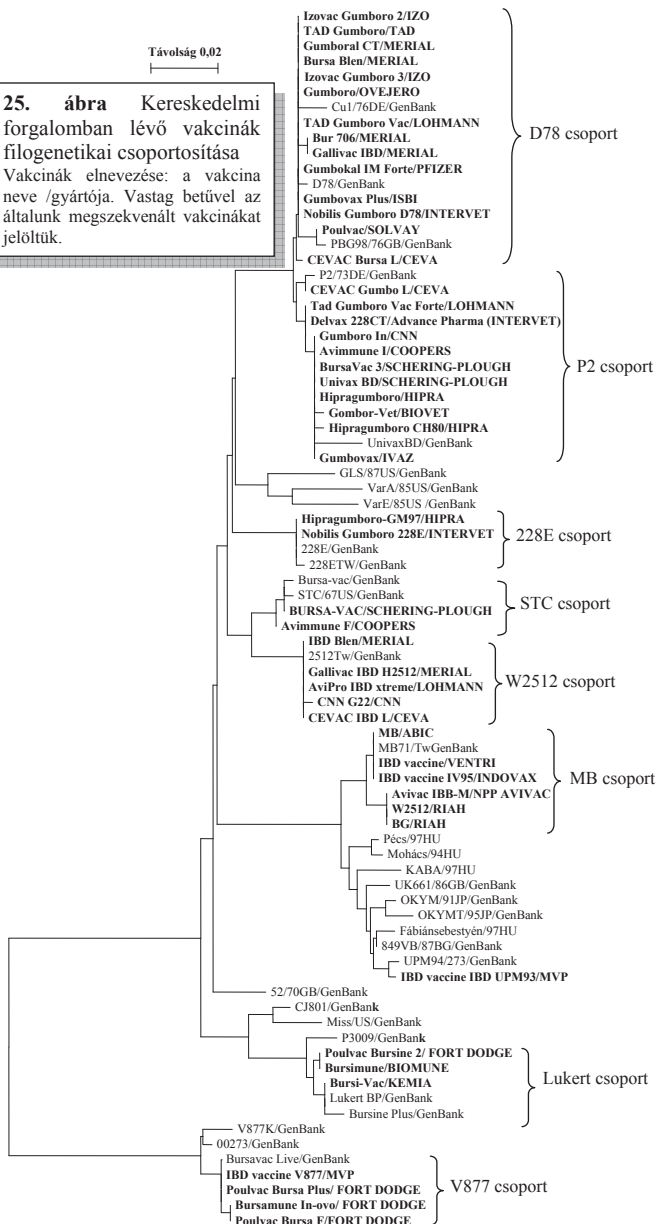 Izovac Gumboro 2/IZO
TAD Gumboro/TAD
Gumboral CT/MERIAL
Bursa Blen/MERIAL
Izovac Gumboro 3/IZO
Gumboro/OVEJERO
Cu1/76DE/GenBank
TAD Gumboro Vac/LOHMANN
Bur 706/MERIAL
Gallivac IBD/MERIAL
Gumbokal IM Forte/PFIZER
D78/GenBank
Gumbovax Plus/ISBI
Nobilis Gumboro D78/INTERVET
Poulvac/SOLVAY
PBG98/76GB/GenBank
CEVAC Bursa L/CEVA
D78 csoport
Távolság 0,02
25. ábra Kereskedelmi
forgalomban lévő vakcinák
filogenetikai csoportosítása
Vakcinák elnevezése: a vakcina
neve /gyártója. Vastag betűvel az
általunk megszekvenált vakcinákat
jelöltük.
P2/73DE/GenBank
CEVAC Gumbo L/CEVA
Tad Gumboro Vac Forte/LOHMANN
Delvax 228CT/Advance Pharma (INTERVET)
Gumboro In/CNN
Avimmune I/COOPERS
BursaVac 3/SCHERING-PLOUGH
Univax BD/SCHERING-PLOUGH
Hipragumboro/HIPRA
Gombor-Vet/BIOVET
Hipragumboro CH80/HIPRA
UnivaxBD/GenBank
Gumbovax/IVAZ
P2 csoport
GLS/87US/GenBank
VarA/85US/GenBank
VarE/85US /GenBank
Hipragumboro-GM97/HIPRA
Nobilis Gumboro 228E/INTERVET
228E/GenBank
228ETW/GenBank
228E csoport
Bursa-vac/GenBank
STC/67US/GenBank
BURSA-VAC/SCHERING-PLOUGH
Avimmune F/COOPERS
STC csoport
IBD Blen/MERIAL
2512Tw/GenBank
Gallivac IBD H2512/MERIAL
AviPro IBD xtreme/LOHMANN
CNN G22/CNN
CEVAC IBD L/CEVA
W2512 csoport
MB/ABIC
MB71/TwGenBank
IBD vaccine/VENTRI
IBD vaccine IV95/INDOVAX
Avivac IBB-M/NPP AVIVAC
W2512/RIAH
BG/RIAH
MB csoport
Pécs/97HU
Mohács/94HU
KABA/97HU
UK661/86GB/GenBank
OKYM/91JP/GenBank
OKYMT/95JP/GenBank
Fábiánsebestyén/97HU
849VB/87BG/GenBank
UPM94/273/GenBank
IBD vaccine IBD UPM93/MVP
52/70GB/GenBank
CJ801/GenBank
Miss/US/GenBank
P3009/GenBank
Poulvac Bursine 2/ FORT DODGE
Bursimune/BIOMUNE
Bursi-Vac/KEMIA
Lukert BP/GenBank
Bursine Plus/GenBank
Lukert csoport
V877K/GenBank
00273/GenBank
Bursavac Live/GenBank
IBD vaccine V877/MVP
Poulvac Bursa Plus/ FORT DODGE
Bursamune In-ovo/ FORT DODGE
Poulvac Bursa F/FORT DODGE
V877 csoport